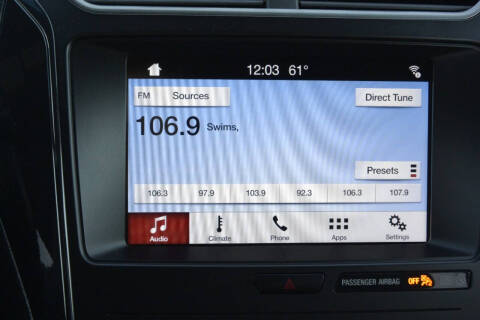 12:03 61°
FM Sources
Direct Tune
106.9 Swims,
Presets
106.3 97.9 103.9 92.3 106.3 107.9
Audio Climate Phone Apps Settings
PASSENGER AIRBAG OFF